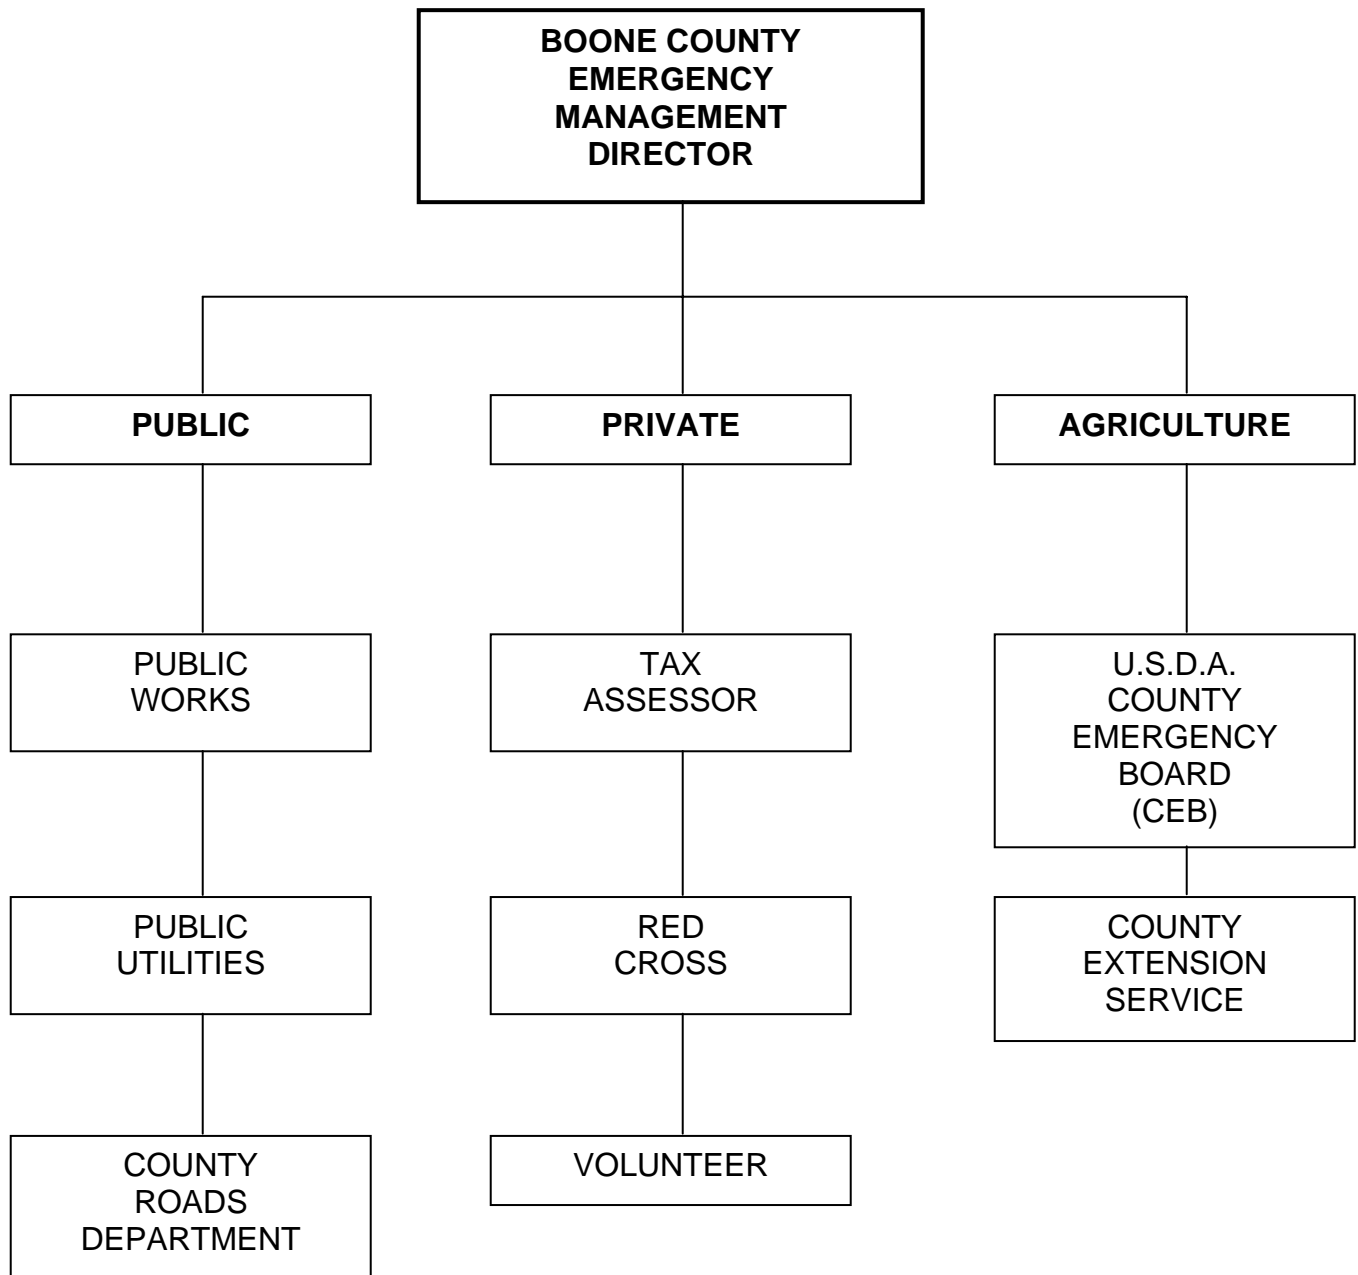 BOONE COUNTY
EMERGENCY
MANAGEMENT
DIRECTOR
PUBLIC
PRIVATE
AGRICULTURE
PUBLIC
WORKS
TAX
ASSESSOR
U.S.D.A.
COUNTY
EMERGENCY
BOARD
(CEB)
PUBLIC
UTILITIES
RED
CROSS
COUNTY
EXTENSION
SERVICE
COUNTY
ROADS
DEPARTMENT
VOLUNTEER